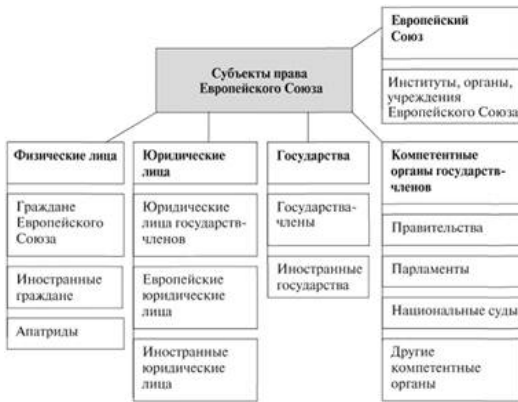 Европейский
Союз
Субъекты права
Европейского Союза
Институты, органы,
учреждения
Европейского Союза
Физические лица
Граждане
Европейского
Союза
Иностранные
граждане
Апатриды
Юридические
лица
Юридические
лица государств-
членов
Европейские
юридические
лица
Иностранные
юридические
лица
Государства
Государства-
члены
Иностранные
государства
Компетентные
органы государств-
членов
Правительства
Парламенты
Национальные суды
Другие
компетентные
органы